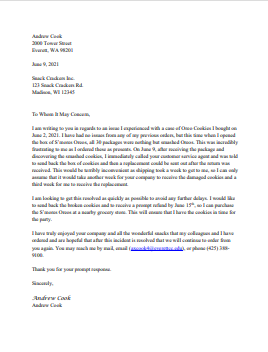 Andrew Cook
2000 Tower Street
Everett, WA 98201
June 9, 2021
Snack Crackers Inc.
123 Snack Crackers Rd.
Madison, WI 12345
To Whom It May Concern,
I am writing to you in regards to an issue I experienced with a case of Oreo Cookies I bought on
June 2, 2021. I have had no issues from any of my previous orders, but this time when I opened
the box of S'mores Oreos, all 30 packages were nothing but smashed Oreos. This was incredibly
frustrating to me as I ordered these as presents. On June 9, after receiving the package and
discovering the smashed cookies, I immediately called your customer service agent and was told
to send back the box of cookies and then a replacement could be sent out after the return was
received. This would be terribly inconvenient as shipping took a week to get to me, so I can only
assume that it would take another week for your company to receive the damaged cookies and a
third week for me to receive the replacement.
I am looking to get this resolved as quickly as possible to avoid any further delays. I would like
to send back the broken cookies and to receive a prompt refund by June 15th, so I can purchase
the S'mores Oreos at a nearby grocery store. This will ensure that I have the cookies in time for
the party.
I have truly enjoyed your company and all the wonderful snacks that my colleagues and I have
ordered and are hopeful that after this incident is resolved that we will continue to order from
you again. You may reach me by mail, email (), or phone (425) 388-
9100.
Thank you for your prompt response.
Sincerely,
Andrew Cook
Andrew Cook